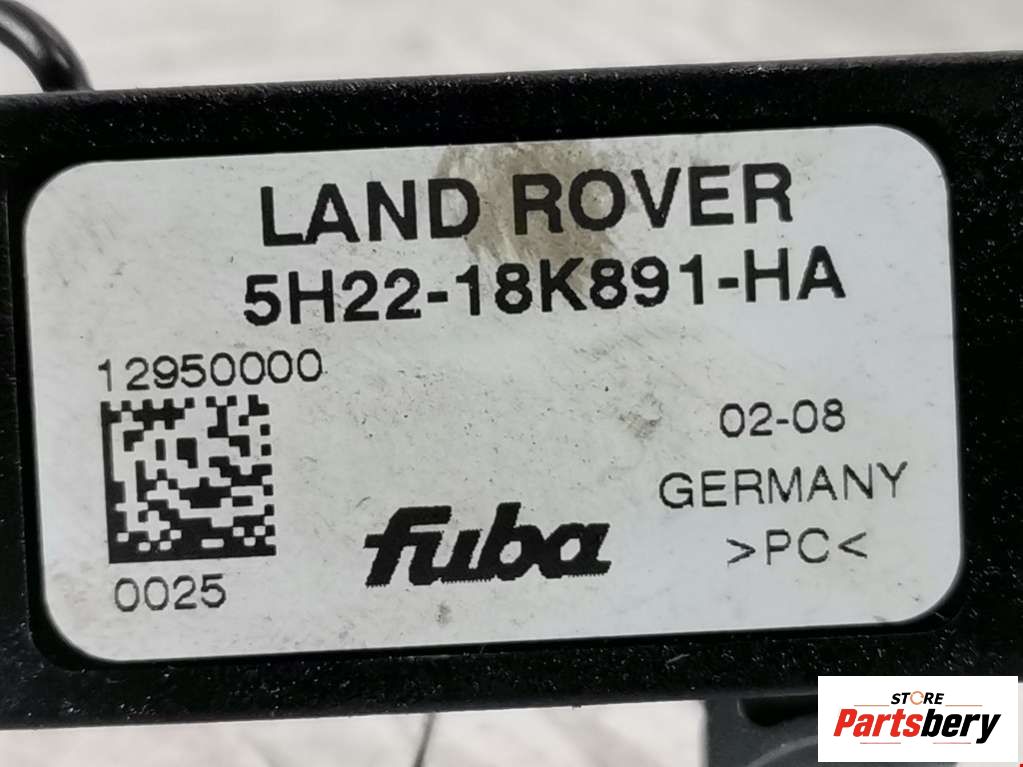 LAND ROVER
5H22-18K891-HA
12950000
02-08
GERMANY
fuba
>PC<
0025
STORE
Partsbery